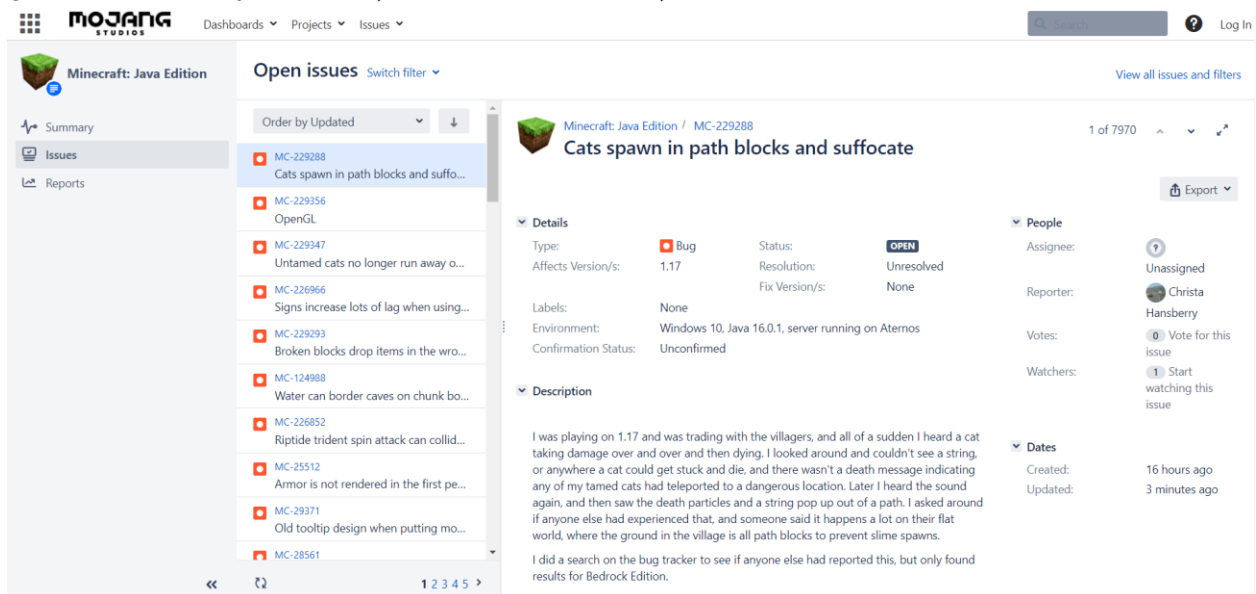 MOJANG
STUDIOS
Dashboards Projects Issues
Search
Log In
Minecraft: Java Edition
Summary
Issues
Reports
Open issues Switch filter
View all issues and filters
Order by Updated
MC-229288
Cats spawn in path blocks and suffo...
MC-229356
OpenGL
MC-229347
Untamed cats no longer run away o...
MC-226966
Signs increase lots of lag when using...
MC-229293
Broken blocks drop items in the wro...
MC-124988
Water can border caves on chunk bo...
MC-226852
Riptide trident spin attack can collid...
MC-25512
Armor is not rendered in the first pe...
MC-29371
Old tooltip design when putting mo...
MC-28561
1 2 3 4 5
Minecraft: Java Edition / MC-229288
Cats spawn in path blocks and suffocate
1 of 7970
Export
Details
Type: Bug Status: OPEN
Affects Version/s: 1.17 Resolution: Unresolved
Fix Version/s: None
Labels: None
Environment: Windows 10, Java 16.0.1, server running on Aternos
Confirmation Status: Unconfirmed
Description
I was playing on 1.17 and was trading with the villagers, and all of a sudden I heard a cat
taking damage over and over and then dying. I looked around and couldn't see a string,
or anywhere a cat could get stuck and die, and there wasn't a death message indicating
any of my tamed cats had teleported to a dangerous location. Later I heard the sound
again, and then saw the death particles and a string pop up out of a path. I asked around
if anyone else had experienced that, and someone said it happens a lot on their flat
world, where the ground in the village is all path blocks to prevent slime spawns.
I did a search on the bug tracker to see if anyone else had reported this, but only found
results for Bedrock Edition.
People
Assignee: Unassigned
Reporter: Christa
Hansberry
Votes: 0 Vote for this
issue
Watchers: 1 Start
watching this
issue
Dates
Created: 16 hours ago
Updated: 3 minutes ago